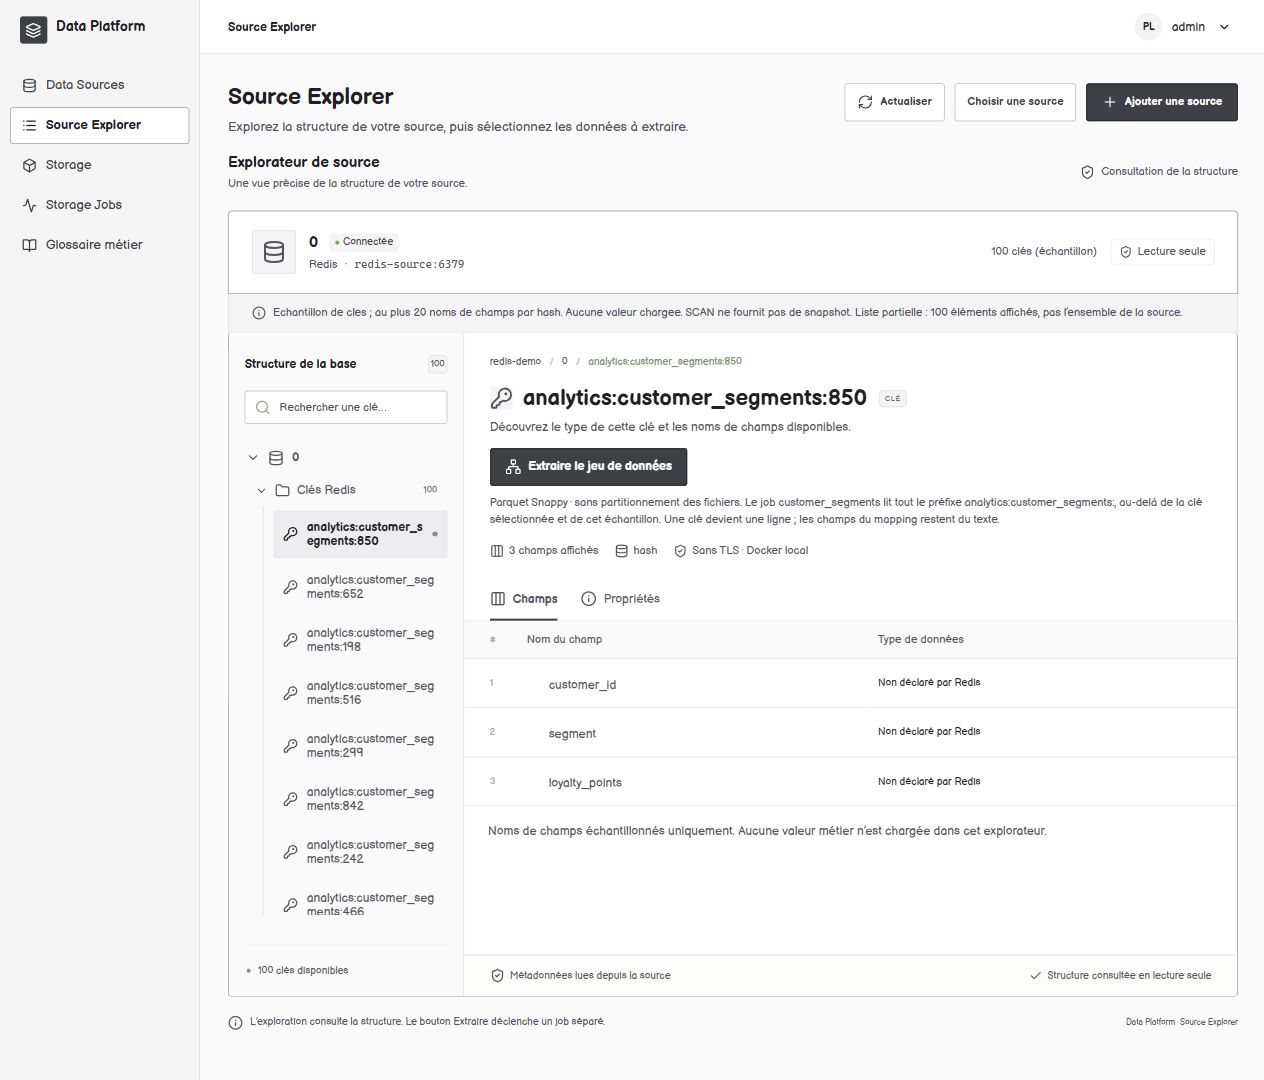 Data Platform
Data Sources
Source Explorer
Storage
Storage Jobs
Glossaire métier
Source Explorer
PL admin
Source Explorer
Explorez la structure de votre source, puis sélectionnez les données à extraire.
Actualiser
Choisir une source
Ajouter une source
Explorateur de source
Une vue précise de la structure de votre source.
Consultation de la structure
0 Connectée
Redis · redis-source:6379
100 clés (échantillon)
Lecture seule
Echantillon de cles ; au plus 20 noms de champs par hash. Aucune valeur chargee. SCAN ne fournit pas de snapshot. Liste partielle : 100 éléments affichés, pas l'ensemble de la source.
Structure de la base 100
Rechercher une clé...
0
Clés Redis 100
analytics:customer_s
egments:850
analytics:customer_seg
ments:652
analytics:customer_seg
ments:198
analytics:customer_seg
ments:516
analytics:customer_seg
ments:299
analytics:customer_seg
ments:842
analytics:customer_seg
ments:242
analytics:customer_seg
ments:466
100 clés disponibles
redis-demo / 0 / analytics:customer_segments:850
analytics:customer_segments:850 CLÉ
Découvrez le type de cette clé et les noms de champs disponibles.
Extraire le jeu de données
Parquet Snappy · sans partitionnement des fichiers. Le job customer_segments lit tout le préfixe analytics:customer_segments:, au-delà de la clé
sélectionnée et de cet échantillon. Une clé devient une ligne ; les champs du mapping restent du texte.
3 champs affichés
hash
Sans TLS · Docker local
Champs
Propriétés
# Nom du champ Type de données
1 customer_id Non déclaré par Redis
2 segment Non déclaré par Redis
3 loyalty_points Non déclaré par Redis
Noms de champs échantillonnés uniquement. Aucune valeur métier n'est chargée dans cet explorateur.
Métadonnées lues depuis la source
Structure consultée en lecture seule
L'exploration consulte la structure. Le bouton Extraire déclenche un job séparé.
Data Platform · Source Explorer